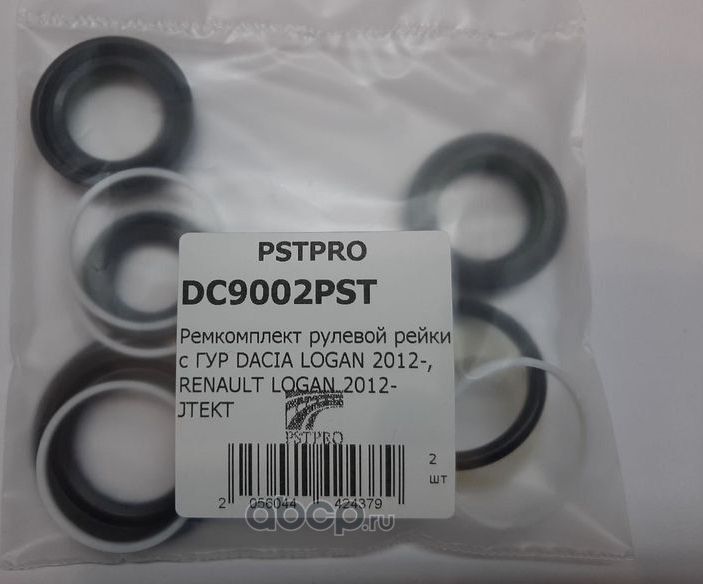 PSTPRO
DC9002PST
Ремкомплект рулевой рейки
с ГУР DACIA LOGAN 2012-,
RENAULT LOGAN 2012-
JTEKT
PSTPRO
2
шт
2 056044 424379
abcp.ru